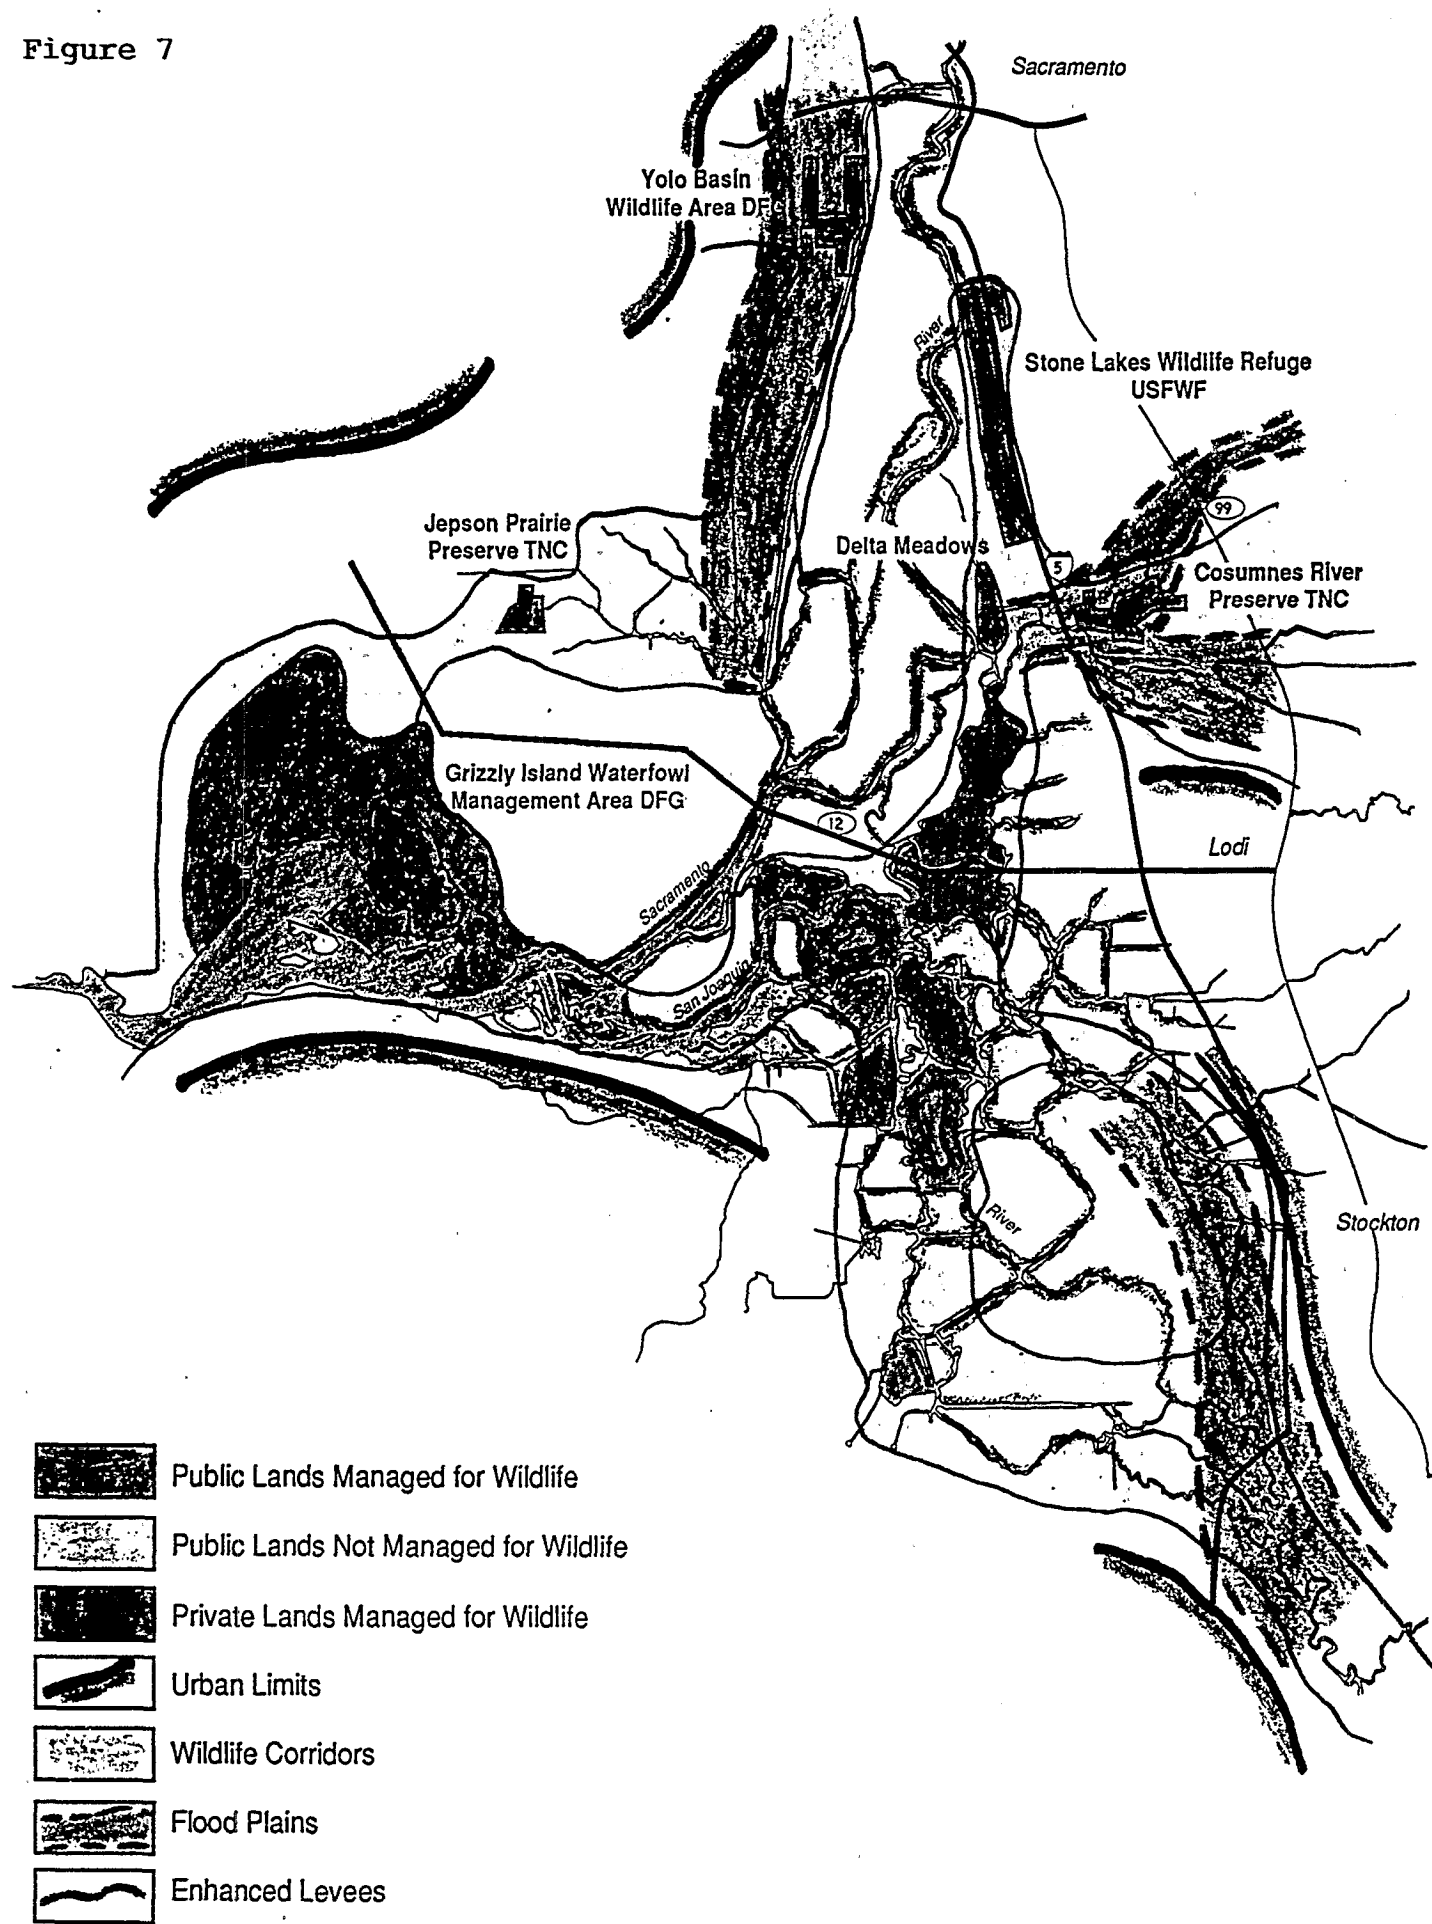 Figure 7
Sacramento
Yolo Basin
Wildlife Area DFG
River
Stone Lakes Wildlife Refuge
USFWF
99
Jepson Prairie
Preserve TNC
Delta Meadows
5
Cosumnes River
Preserve TNC
Grizzly Island Waterfowl
Management Area DFG
12
Lodi
Sacramento
San Joaquin
River
Stockton
Public Lands Managed for Wildlife
Public Lands Not Managed for Wildlife
Private Lands Managed for Wildlife
Urban Limits
Wildlife Corridors
Flood Plains
Enhanced Levees